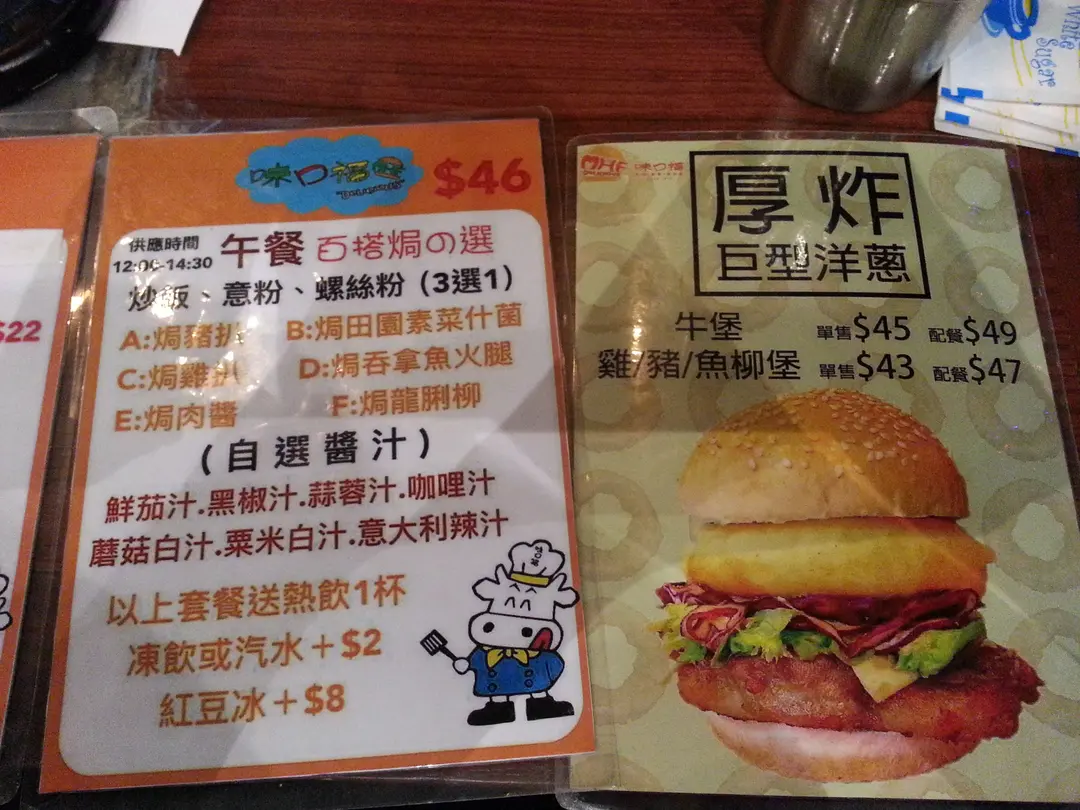 $22
味口福
"Delicious"
$46
供應時間
12:00-14:30
午餐 百搭焗の選
炒飯、意粉、螺絲粉 (3選1)
A:焗豬扒 B:焗田園素菜什菌
C:焗雞扒 D:焗吞拿魚火腿
E:焗肉醬 F:焗龍脷柳
(自選醬汁)
鮮茄汁.黑椒汁.蒜蓉汁.咖哩汁
蘑菇白汁.粟米白汁.意大利辣汁
以上套餐送熱飲1杯
凍飲或汽水+$2
紅豆冰+$8
MHF 味口福
厚炸
巨型洋蔥
牛堡 單售$45 配餐$49
雞/豬/魚柳堡 單售$43 配餐$47
White
Sugar